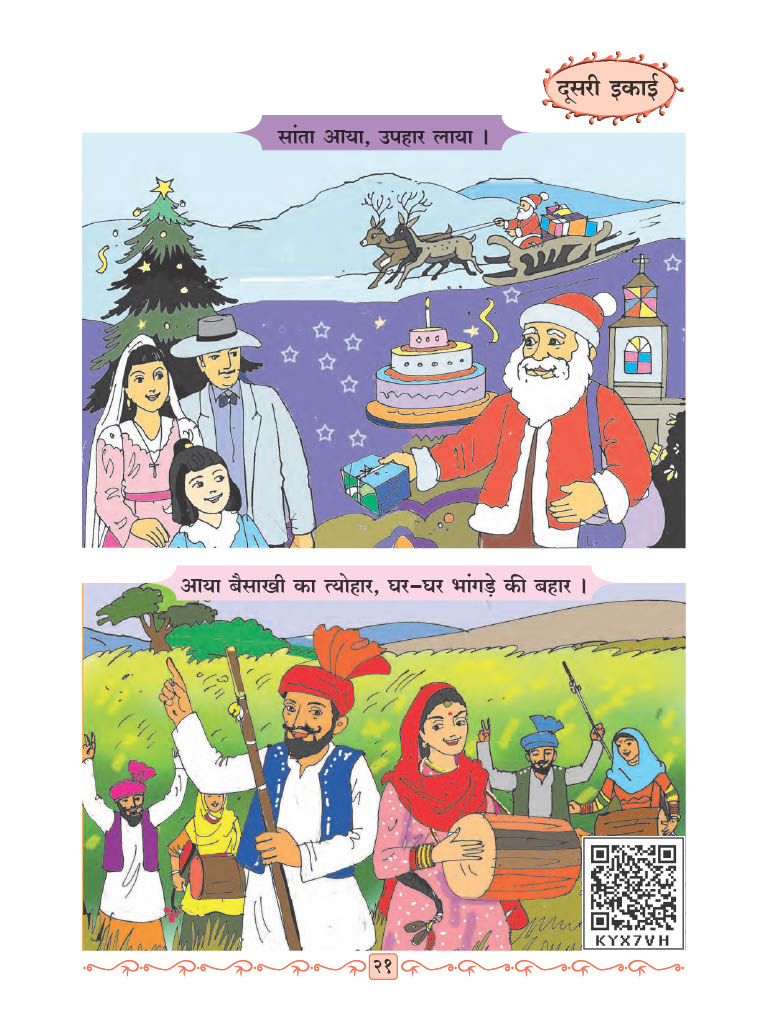 दूसरी इकाई
सांता आया, उपहार लाया ।
आया बैसाखी का त्योहार, घर-घर भांगड़े की बहार ।
KYX7VH
२१